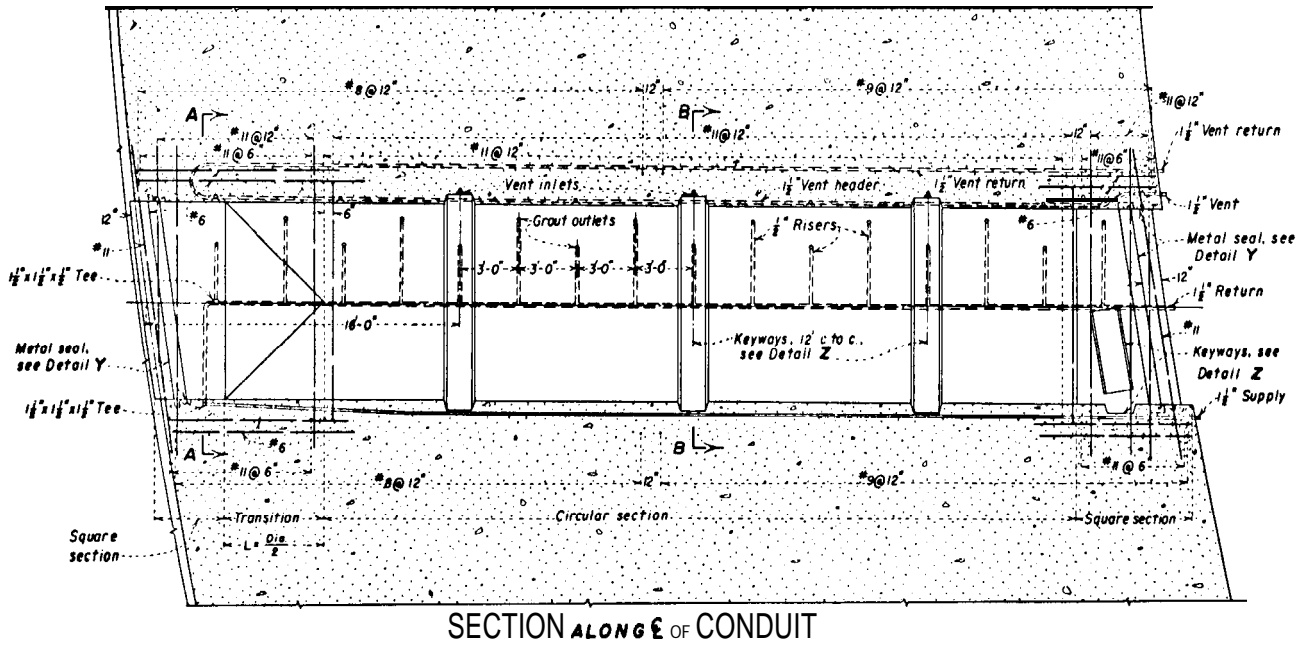 #8@12"
12"
#9@12"
#11@12"
A
B
#11@12"
#11@12"
12"
1½" Vent return
#11@6"
#11@12"
#11@6"
Vent inlets
1½" Vent header
1½" Vent return
12"
#6
6"
#6
1½" Vent
#11
Grout outlets
½" Risers
Metal seal, see
Detail Y
1½"x1½"x½" Tee
3'-0"
3'-0"
3'-0"
3'-0"
12"
1½" Return
16'-0"
#11
Metal seal,
see Detail Y
Keyways, 12' c to c,
see Detail Z
Keyways, see
Detail Z
1½"x1½"x1½" Tee
1½" Supply
#6
A
B
#11@6"
#11@6"
#8@12"
12"
#9@12"
Transition
Circular section
Square section
Square
section
L = Dia.
2
SECTION ALONG ℄ OF CONDUIT